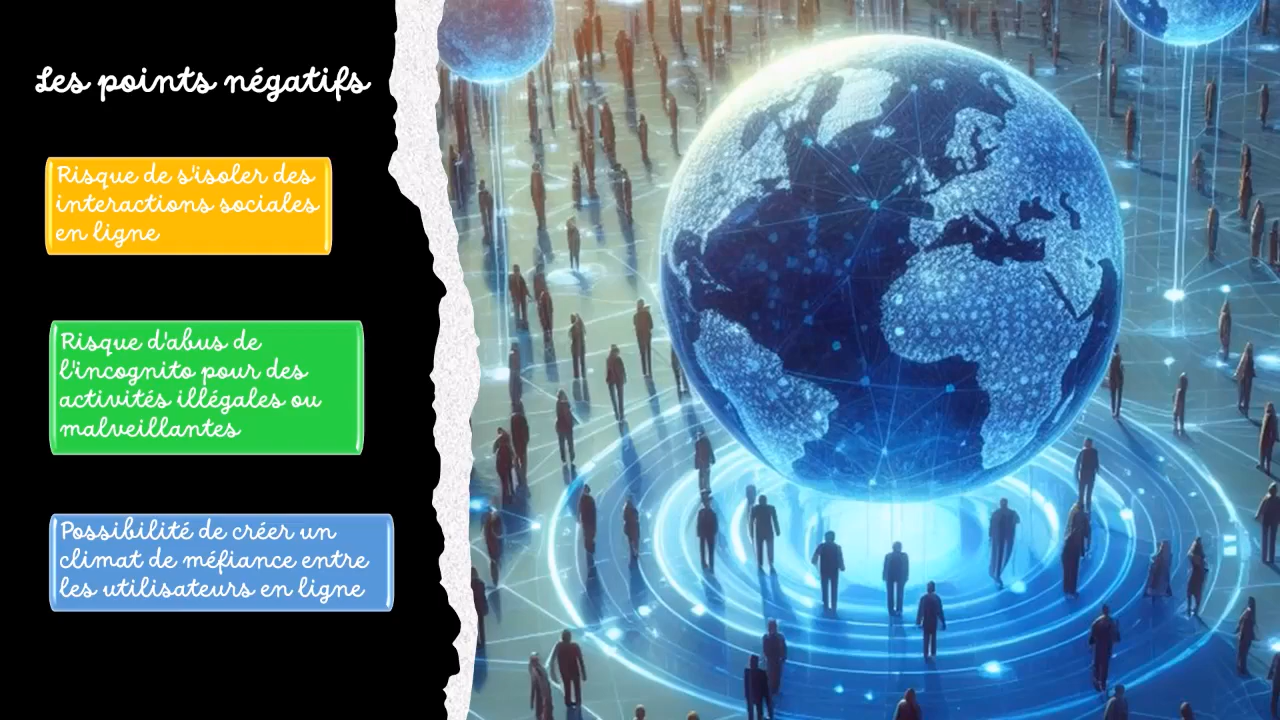 Les points négatifs
Risque de s'isoler des
interactions sociales
en ligne
Risque d'abus de
l'incognito pour des
activités illégales ou
malveillantes
Possibilité de créer un
climat de méfiance entre
les utilisateurs en ligne